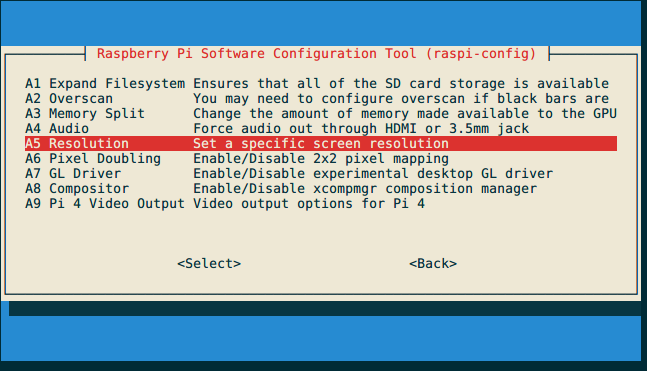 Raspberry Pi Software Configuration Tool (raspi-config)
A1 Expand Filesystem Ensures that all of the SD card storage is available
A2 Overscan You may need to configure overscan if black bars are
A3 Memory Split Change the amount of memory made available to the GPU
A4 Audio Force audio out through HDMI or 3.5mm jack
A5 Resolution Set a specific screen resolution
A6 Pixel Doubling Enable/Disable 2x2 pixel mapping
A7 GL Driver Enable/Disable experimental desktop GL driver
A8 Compositor Enable/Disable xcompmgr composition manager
A9 Pi 4 Video Output Video output options for Pi 4
<Select> <Back>